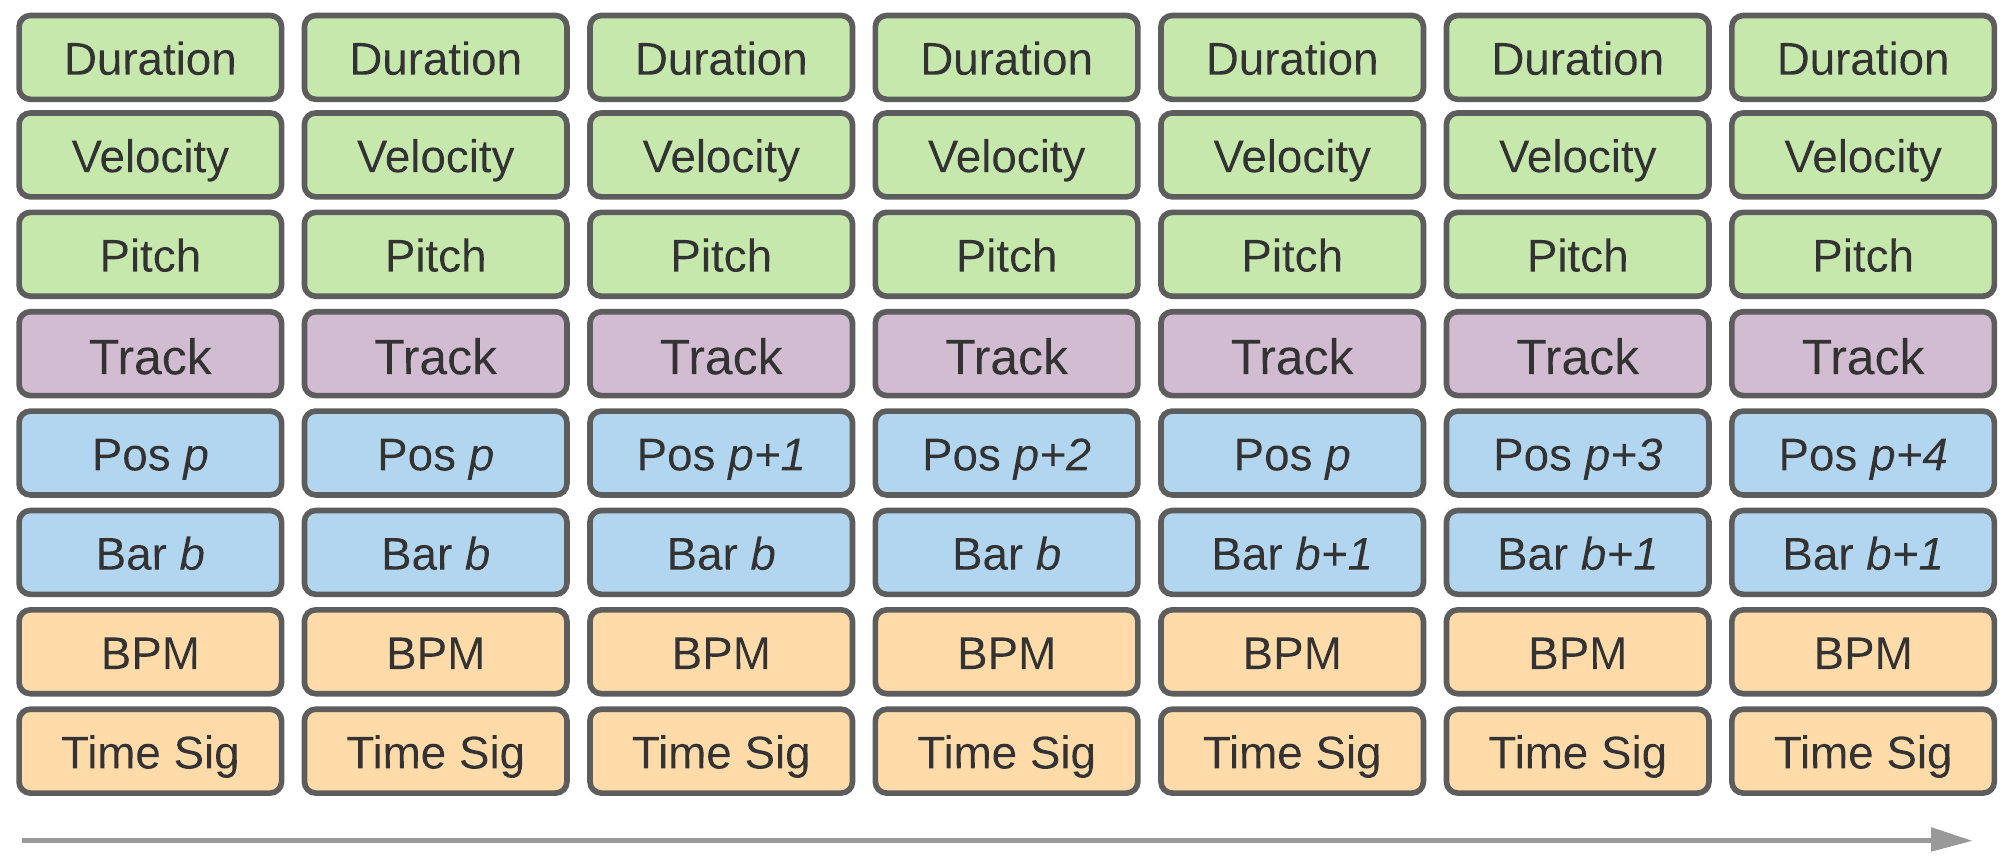 Duration Duration Duration Duration Duration Duration Duration
Velocity Velocity Velocity Velocity Velocity Velocity Velocity
Pitch Pitch Pitch Pitch Pitch Pitch Pitch
Track Track Track Track Track Track Track
Pos p Pos p Pos p+1 Pos p+2 Pos p Pos p+3 Pos p+4
Bar b Bar b Bar b Bar b Bar b+1 Bar b+1 Bar b+1
BPM BPM BPM BPM BPM BPM BPM
Time Sig Time Sig Time Sig Time Sig Time Sig Time Sig Time Sig